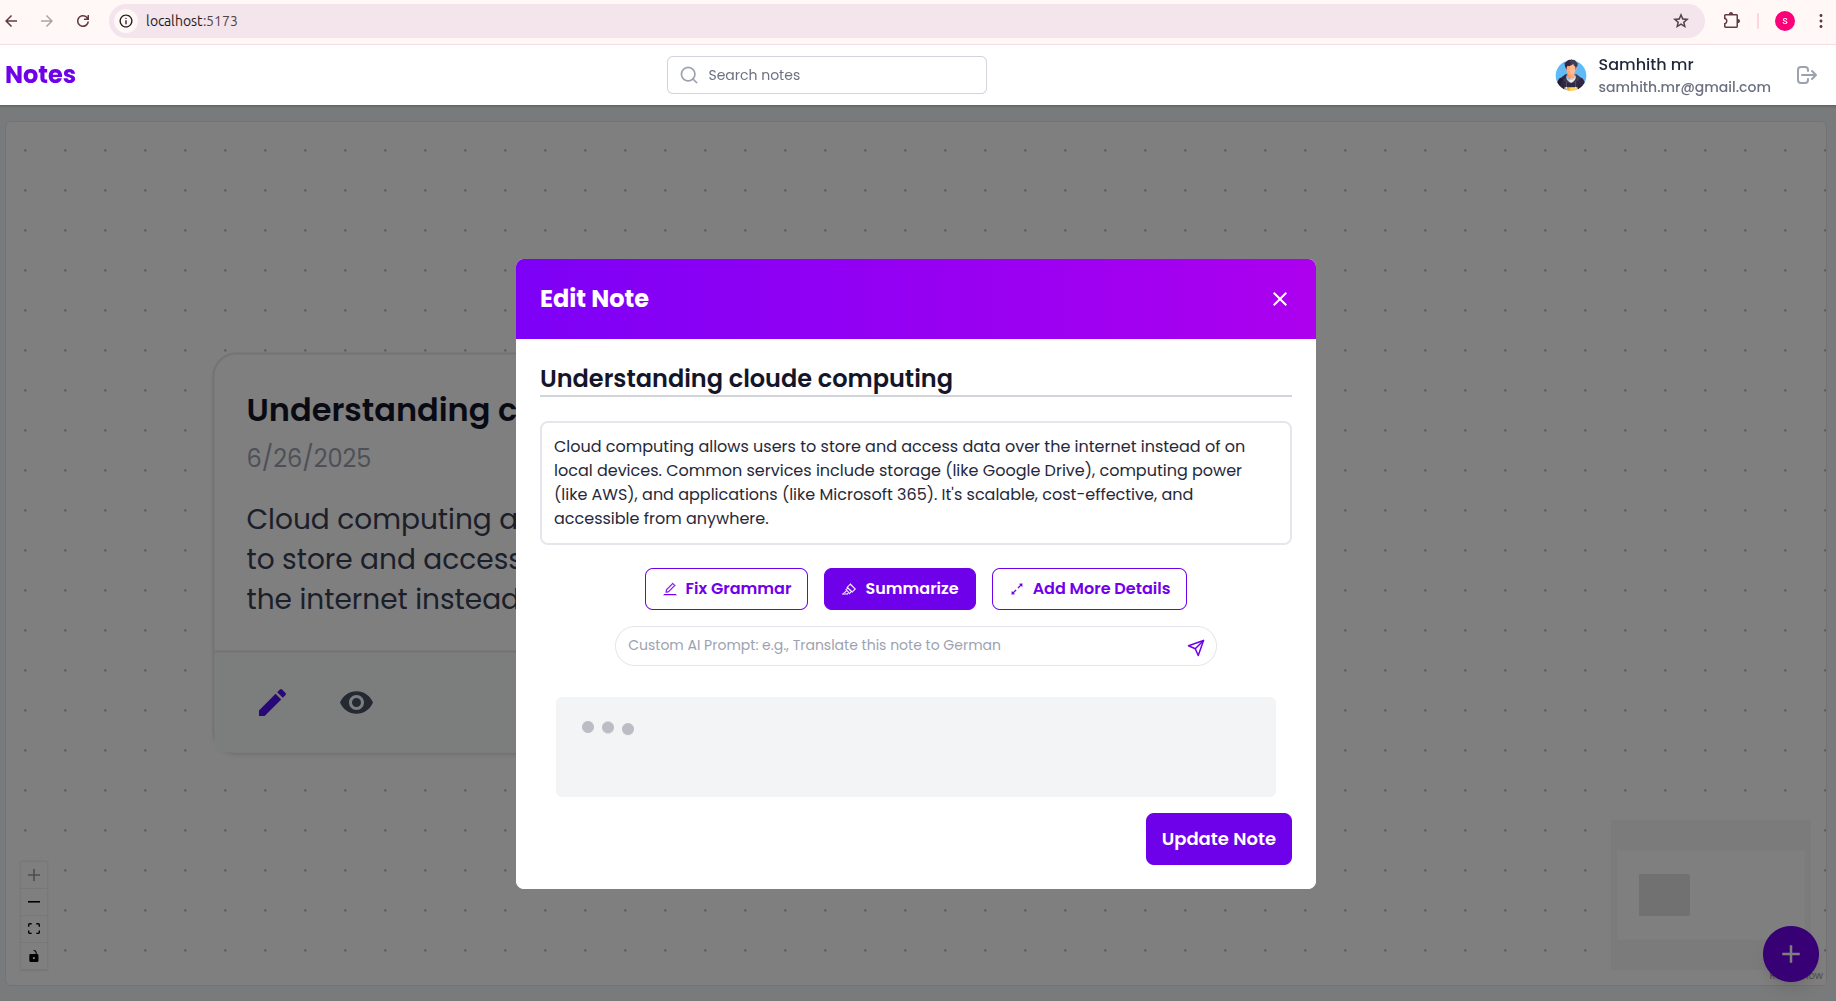 localhost:5173
s
Notes
Search notes
Samhith mr
samhith.mr@gmail.com
Edit Note
Understanding cloude computing
Cloud computing allows users to store and access data over the internet instead of on
local devices. Common services include storage (like Google Drive), computing power
(like AWS), and applications (like Microsoft 365). It's scalable, cost-effective, and
accessible from anywhere.
Understanding c
6/26/2025
Cloud computing a
to store and access
the internet instead
Fix Grammar
Summarize
Add More Details
Custom AI Prompt: e.g., Translate this note to German
Update Note